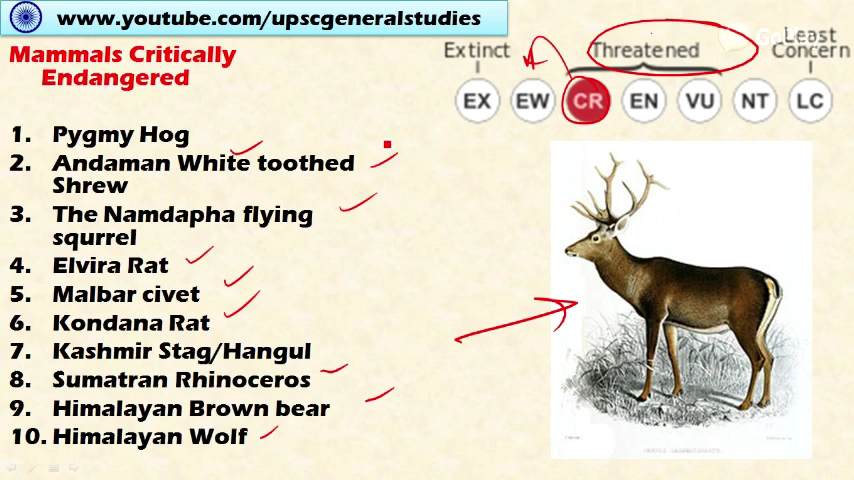 www.youtube.com/upscgeneralstudies
Mammals Critically
Endangered
Extinct
Threatened
Least
Concern
EX EW CR EN VU NT LC
1. Pygmy Hog
2. Andaman White toothed
Shrew
3. The Namdapha flying
squrrel
4. Elvira Rat
5. Malbar civet
6. Kondana Rat
7. Kashmir Stag/Hangul
8. Sumatran Rhinoceros
9. Himalayan Brown bear
10. Himalayan Wolf